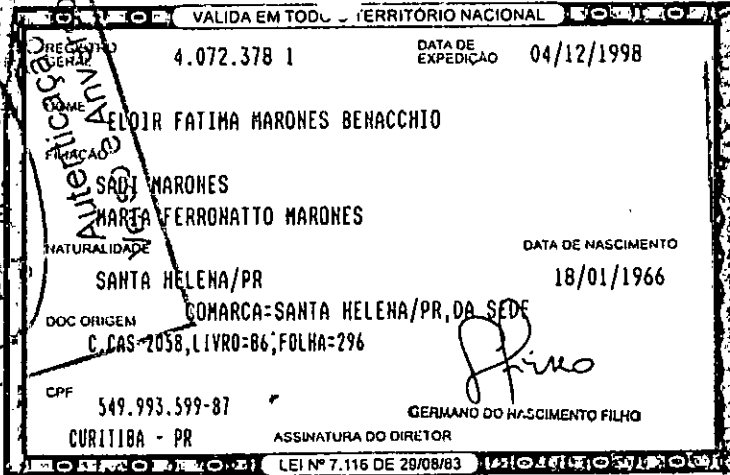 VALIDA EM TODO O TERRITÓRIO NACIONAL
REGISTRO GERAL 4.072.378 1 DATA DE EXPEDIÇÃO 04/12/1998
NOME
ELOIR FATIMA MARONES BENACCHIO
FILIAÇÃO
SADI MARONES
MARIA FERRONATTO MARONES
NATURALIDADE DATA DE NASCIMENTO
SANTA HELENA/PR 18/01/1966
DOC ORIGEM COMARCA=SANTA HELENA/PR,DA SEDE
C.CAS-2058,LIVRO=B6,FOLHA=296
CPF
549.993.599-87
CURITIBA - PR
GERMANO DO NASCIMENTO FILHO
ASSINATURA DO DIRETOR
LEI Nº 7.116 DE 29/08/83
Autenticação